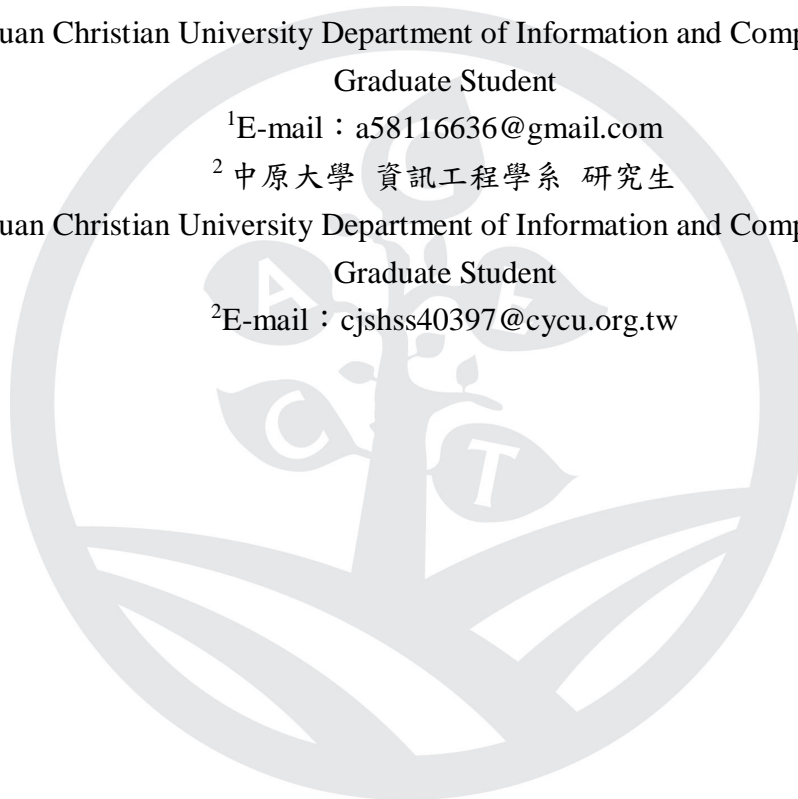 uan Christian University Department of Information and Comp
Graduate Student
¹E-mail：a58116636@gmail.com
² 中原大學 資訊工程學系 研究生
uan Christian University Department of Information and Comp
Graduate Student
²E-mail：cjshss40397@cycu.org.tw
C
A
E
C
T